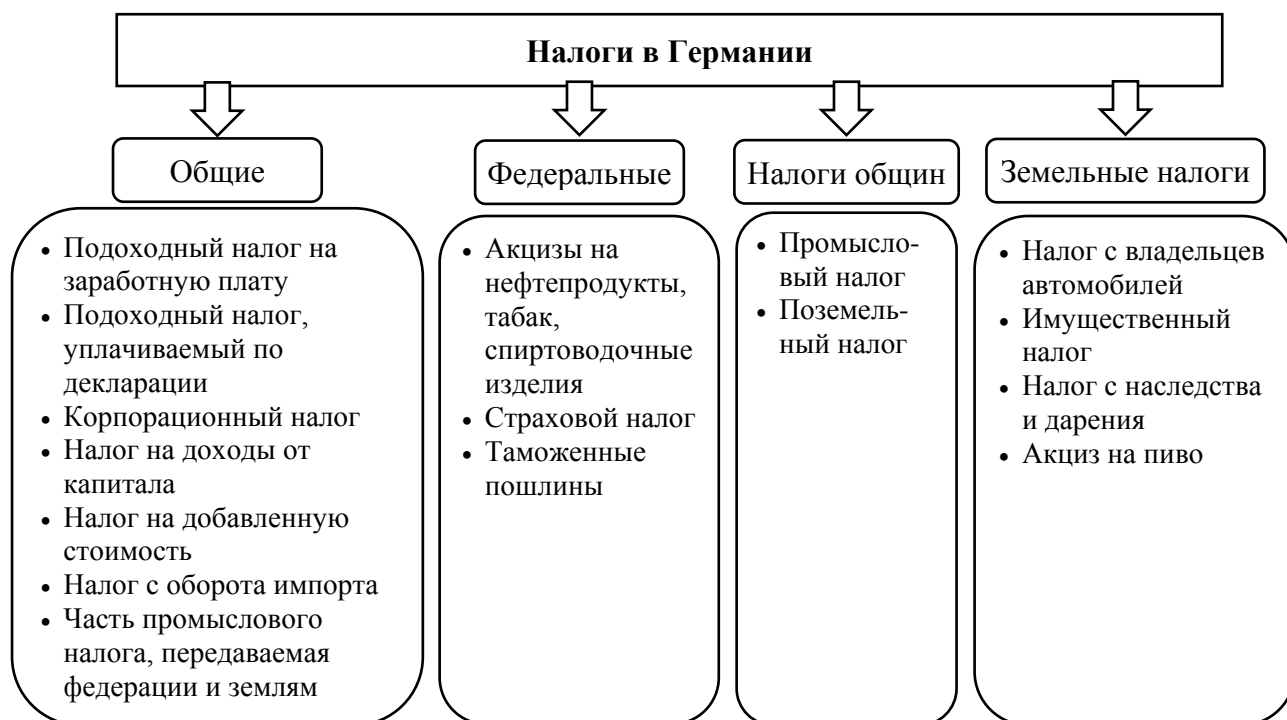 Налоги в Германии
Общие
• Подоходный налог на
заработную плату
• Подоходный налог,
уплачиваемый по
декларации
• Корпорационный налог
• Налог на доходы от
капитала
• Налог на добавленную
стоимость
• Налог с оборота импорта
• Часть промыслового
налога, передаваемая
федерации и землям
Федеральные
• Акцизы на
нефтепродукты,
табак,
спиртоводочные
изделия
• Страховой налог
• Таможенные
пошлины
Налоги общин
• Промысло-
вый налог
• Поземель-
ный налог
Земельные налоги
• Налог с владельцев
автомобилей
• Имущественный
налог
• Налог с наследства
и дарения
• Акциз на пиво